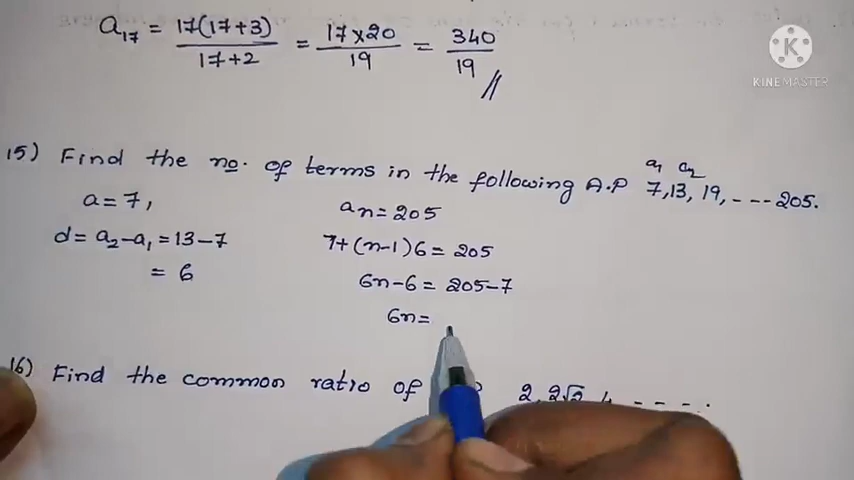 a17 = 17(17+3) / 17+2 = 17×20 / 19 = 340 / 19 //
KINEMASTER
a1 a2
15) Find the no. of terms in the following A.P 7,13, 19, - - -- 205.
a = 7, an = 205
d = a2-a1 = 13-7 7+(n-1)6 = 205
= 6 6n-6 = 205-7
6n =
16) Find the common ratio of 2, 2√2, 4 - - - - .